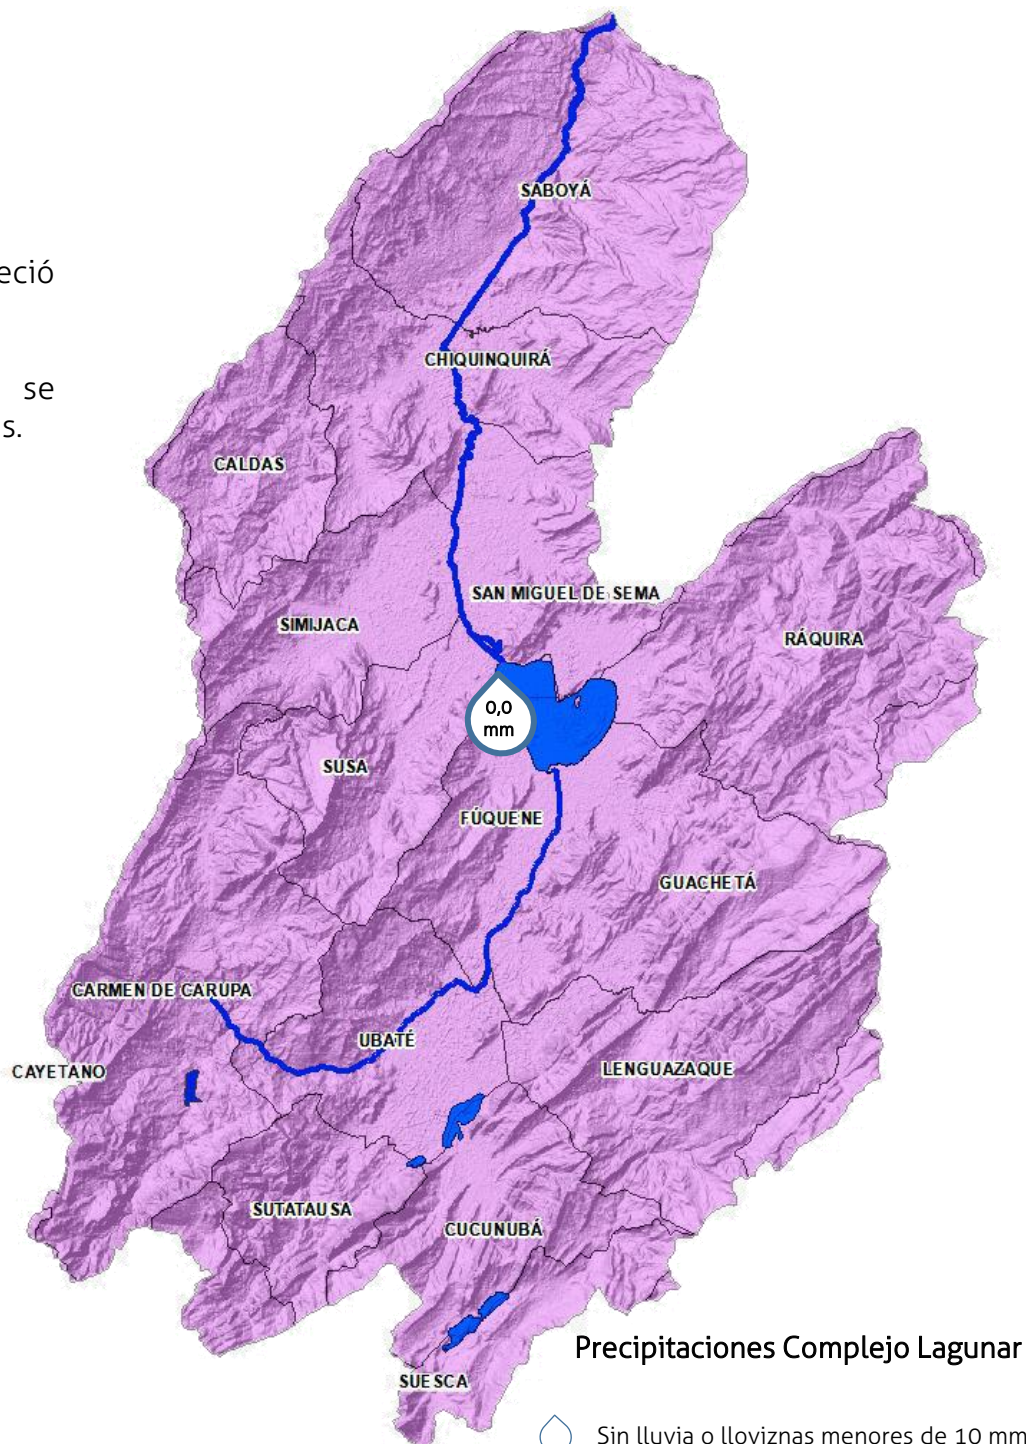 SABOYÁ
eció
CHIQUINQUIRÁ
se
s.
CALDAS
SAN MIGUEL DE SEMA
SIMIJACA
RÁQUIRA
0,0
mm
SUSA
FÚQUENE
GUACHETÁ
CARMEN DE CARUPA
UBATÉ
CAYETANO
LENGUAZAQUE
SUTATAUSA
CUCUNUBÁ
Precipitaciones Complejo Lagunar
SUESCA
Sin lluvia o lloviznas menores de 10 mm